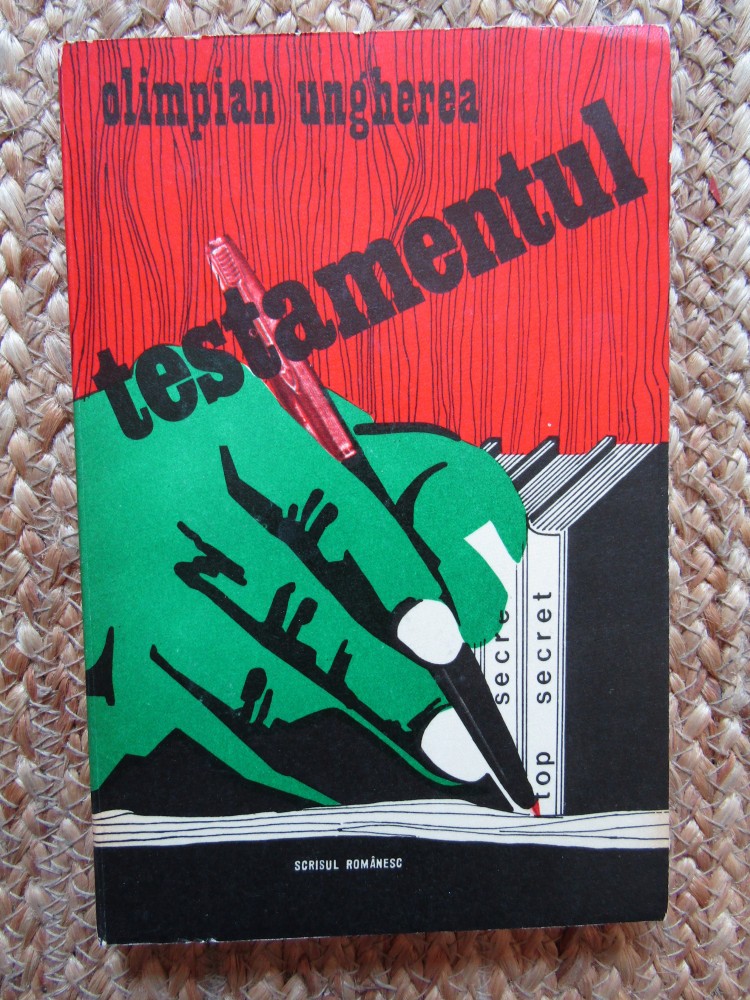 olimpian ungherea
testamentul
secre
top secret
SCRISUL ROMÂNESC